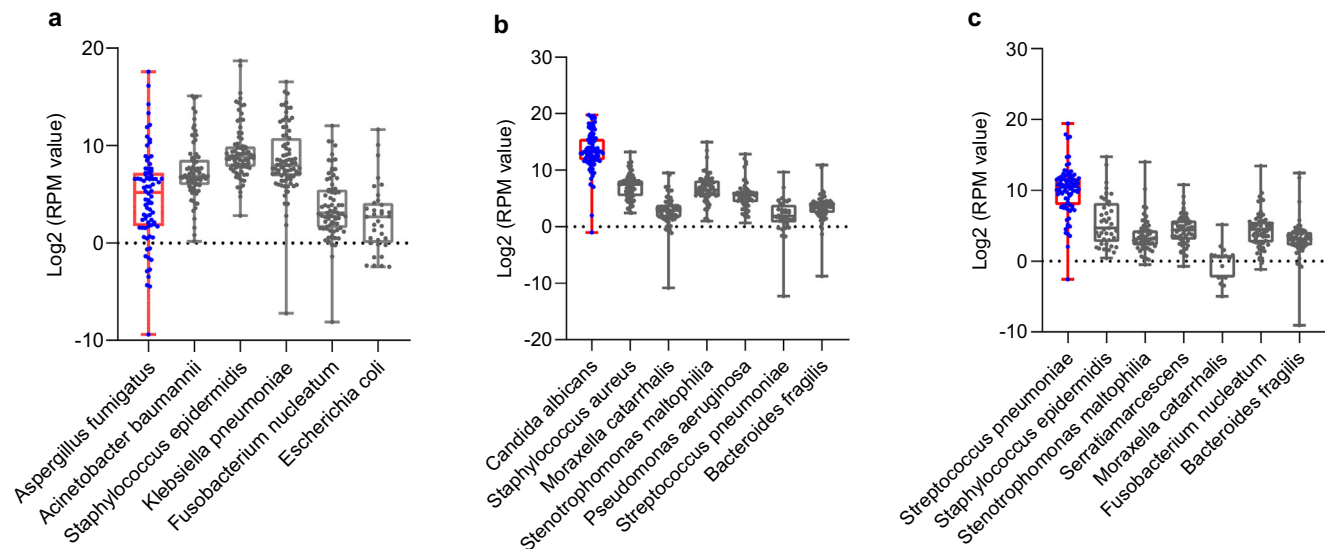 a
Log2 (RPM value)
20
10
0
-10
Aspergillus fumigatus
Acinetobacter baumannii
Staphylococcus epidermidis
Klebsiella pneumoniae
Fusobacterium nucleatum
Escherichia coli
b
Log2 (RPM value)
30
20
10
0
-10
-20
Candida albicans
Staphylococcus aureus
Moraxella catarrhalis
Stenotrophomonas maltophilia
Pseudomonas aeruginosa
Streptococcus pneumoniae
Bacteroides fragilis
c
Log2 (RPM value)
30
20
10
0
-10
Streptococcus pneumoniae
Staphylococcus epidermidis
Stenotrophomonas maltophilia
Serratiamarcescens
Moraxella catarrhalis
Fusobacterium nucleatum
Bacteroides fragilis